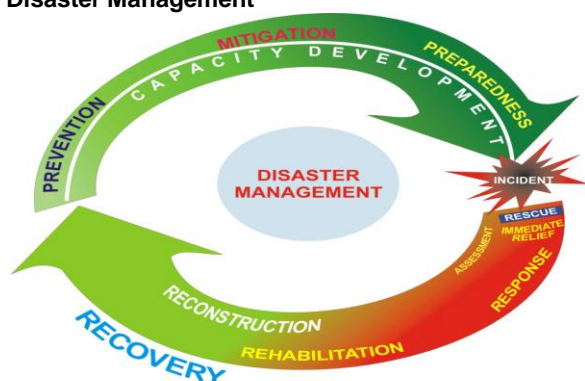 Disaster Management
MITIGATION
PREPAREDNESS
PREVENTION
CAPACITY DEVELOPMENT
DISASTER
MANAGEMENT
INCIDENT
RESCUE
IMMEDIATE
RELIEF
ASSESSMENT
RESPONSE
RECONSTRUCTION
REHABILITATION
RECOVERY